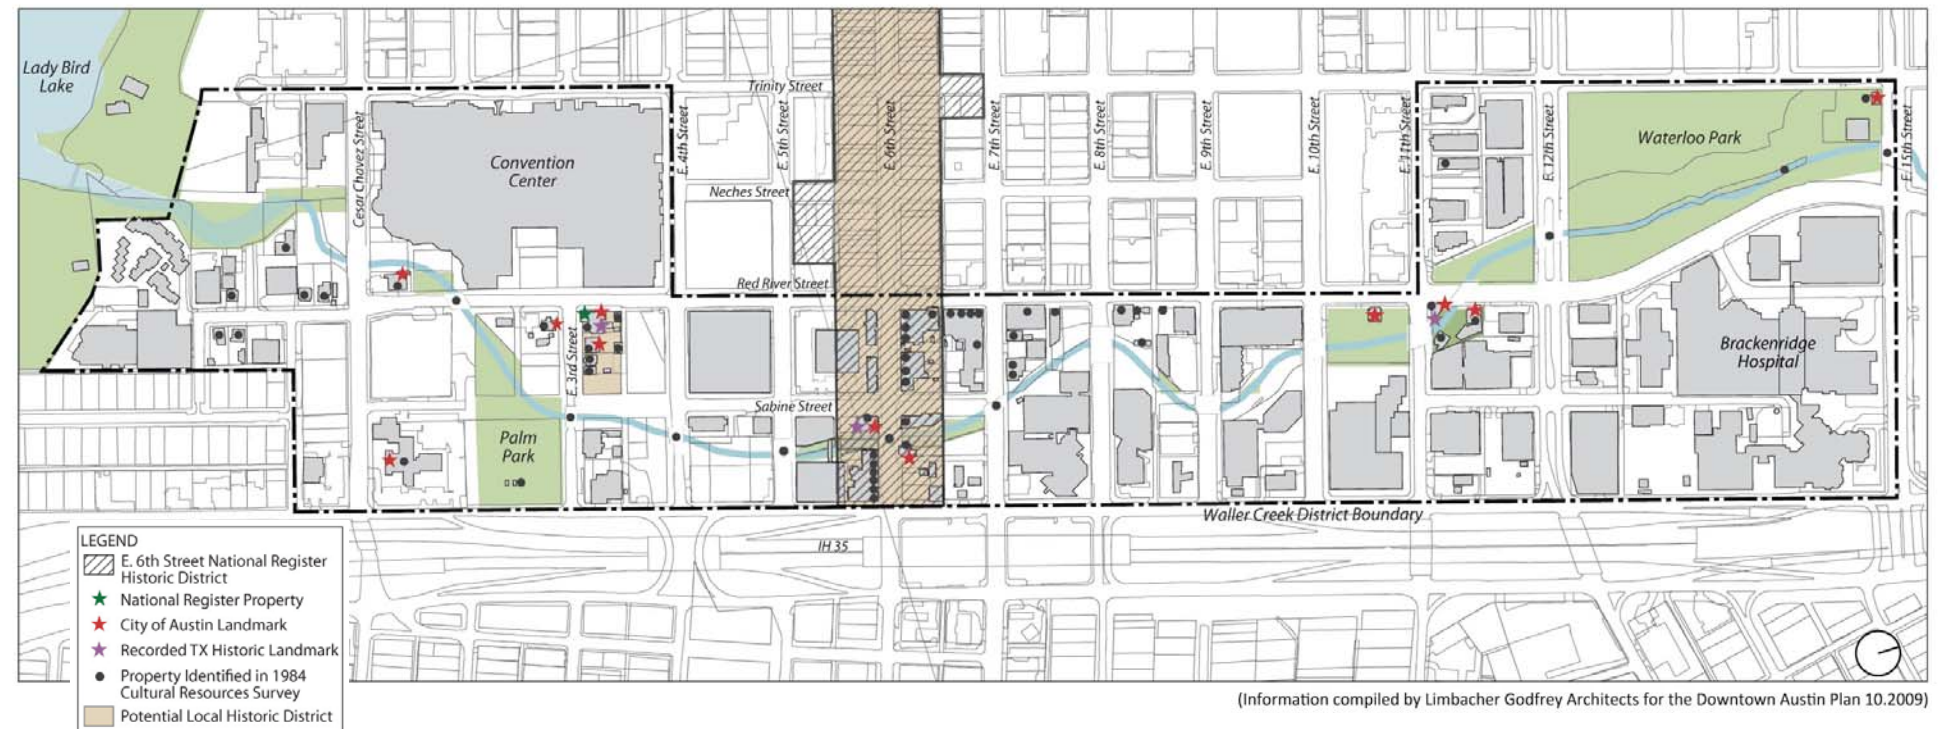 Lady Bird
Lake
Trinity Street
Cesar Chavez Street
Convention
Center
E. 4th Street
E. 5th Street
E. 6th Street
E. 7th Street
E. 8th Street
E. 9th Street
E. 10th Street
E. 11th Street
E. 12th Street
Waterloo Park
E. 15th Street
Neches Street
Red River Street
E. 3rd Street
Brackenridge
Hospital
Sabine Street
Palm
Park
Waller Creek District Boundary
IH 35
LEGEND
E. 6th Street National Register
Historic District
National Register Property
City of Austin Landmark
Recorded TX Historic Landmark
Property Identified in 1984
Cultural Resources Survey
Potential Local Historic District
(Information compiled by Limbacher Godfrey Architects for the Downtown Austin Plan 10.2009)